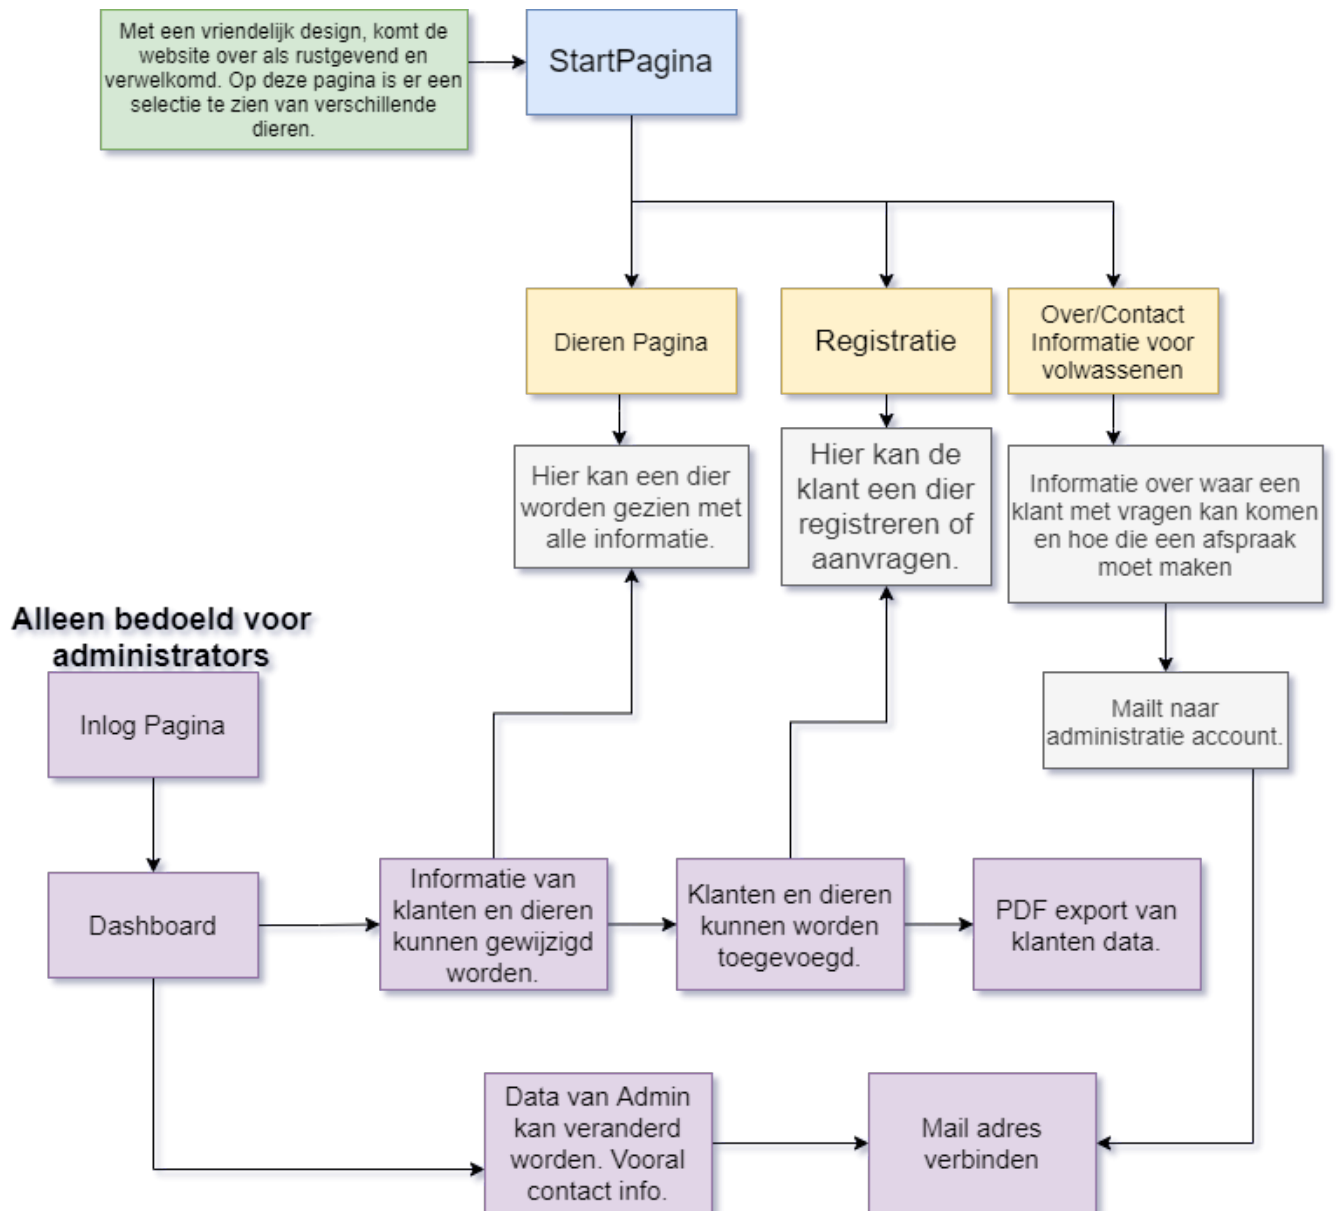 Met een vriendelijk design, komt de
website over als rustgevend en
verwelkomd. Op deze pagina is er een
selectie te zien van verschillende
dieren.
StartPagina
Dieren Pagina
Registratie
Over/Contact
Informatie voor
volwassenen
Hier kan een dier
worden gezien met
alle informatie.
Hier kan de
klant een dier
registreren of
aanvragen.
Informatie over waar een
klant met vragen kan komen
en hoe die een afspraak
moet maken
Alleen bedoeld voor
administrators
Inlog Pagina
Mailt naar
administratie account.
Dashboard
Informatie van
klanten en dieren
kunnen gewijzigd
worden.
Klanten en dieren
kunnen worden
toegevoegd.
PDF export van
klanten data.
Data van Admin
kan veranderd
worden. Vooral
contact info.
Mail adres
verbinden